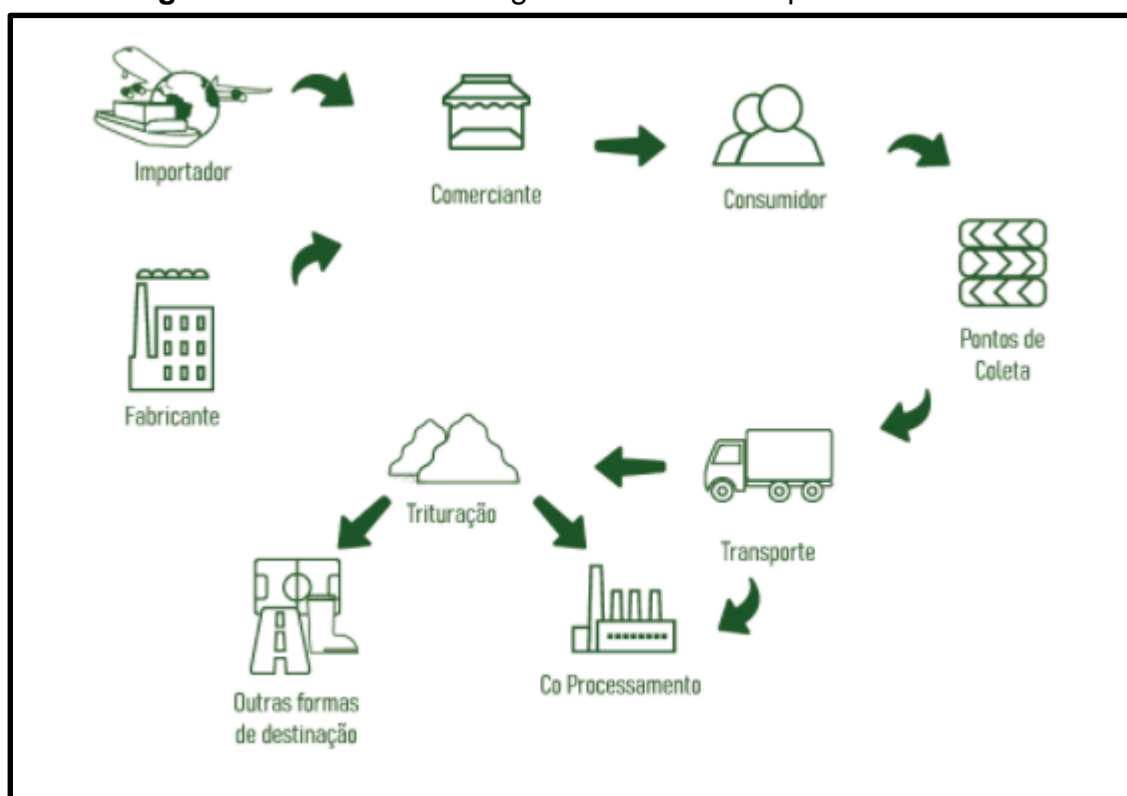 Importador
Comerciante
Consumidor
Fabricante
Pontos de
Coleta
Trituração
Transporte
Outras formas
de destinação
Co Processamento